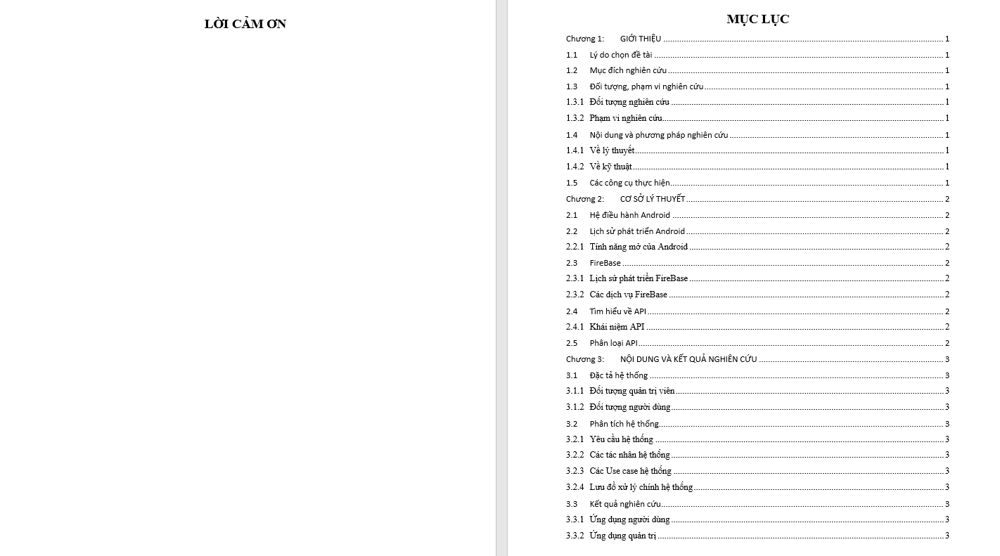 LỜI CẢM ƠN
MỤC LỤC
Chương 1: GIỚI THIỆU 1
1.1 Lý do chọn đề tài 1
1.2 Mục đích nghiên cứu 1
1.3 Đối tượng, phạm vi nghiên cứu 1
1.3.1 Đối tượng nghiên cứu 1
1.3.2 Phạm vi nghiên cứu 1
1.4 Nội dung và phương pháp nghiên cứu 1
1.4.1 Về lý thuyết 1
1.4.2 Về kỹ thuật 1
1.5 Các công cụ thực hiện 1
Chương 2: CƠ SỞ LÝ THUYẾT 2
2.1 Hệ điều hành Android 2
2.2 Lịch sử phát triển Android 2
2.2.1 Tính năng mở của Android 2
2.3 FireBase 2
2.3.1 Lịch sử phát triển FireBase 2
2.3.2 Các dịch vụ FireBase 2
2.4 Tìm hiểu về API 2
2.4.1 Khái niệm API 2
2.5 Phân loại API 2
Chương 3: NỘI DUNG VÀ KẾT QUẢ NGHIÊN CỨU 3
3.1 Đặc tả hệ thống 3
3.1.1 Đối tượng quản trị viên 3
3.1.2 Đối tượng người dùng 3
3.2 Phân tích hệ thống 3
3.2.1 Yêu cầu hệ thống 3
3.2.2 Các tác nhân hệ thống 3
3.2.3 Các Use case hệ thống 3
3.2.4 Lưu đồ xử lý chính hệ thống 3
3.3 Kết quả nghiên cứu 3
3.3.1 Ứng dụng người dùng 3
3.3.2 Ứng dụng quản trị 3